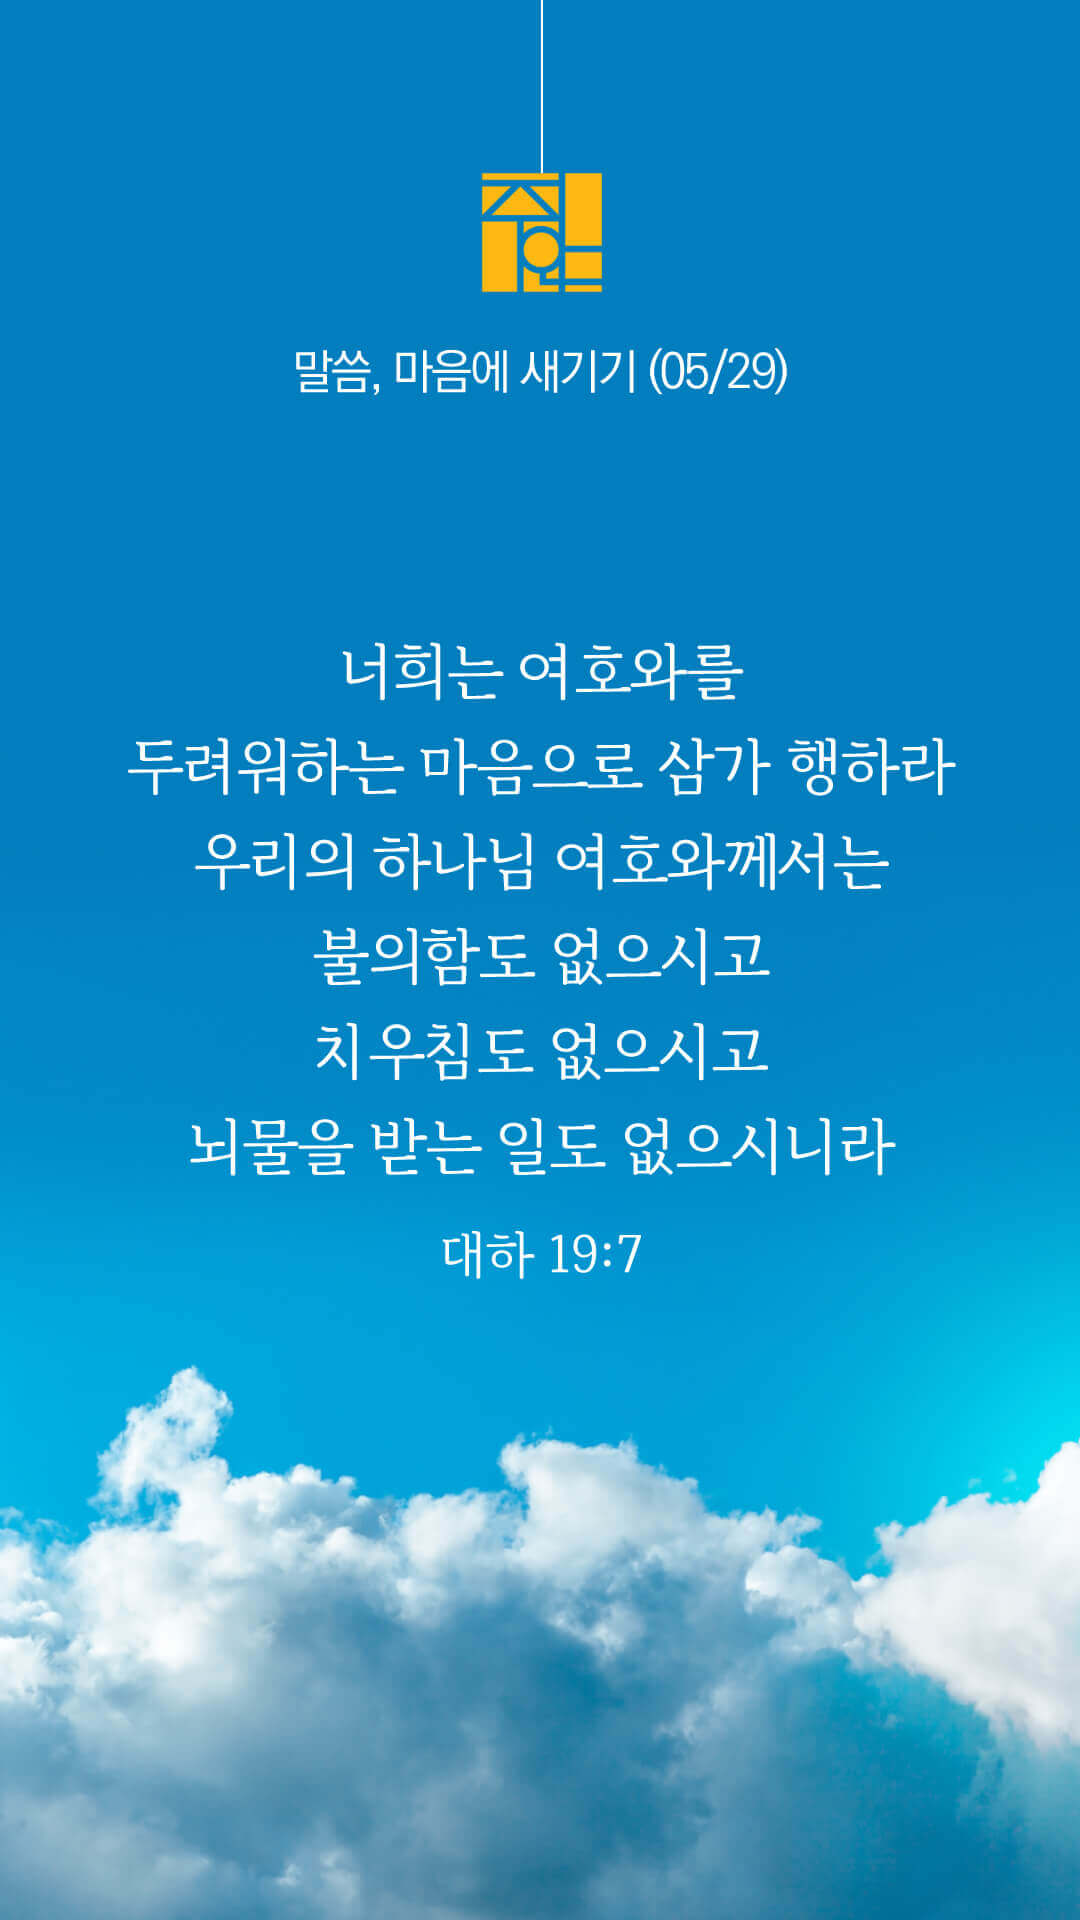 말씀, 마음에 새기기 (05/29)
너희는 여호와를
두려워하는 마음으로 삼가 행하라
우리의 하나님 여호와께서는
불의함도 없으시고
치우침도 없으시고
뇌물을 받는 일도 없으시니라
대하 19:7